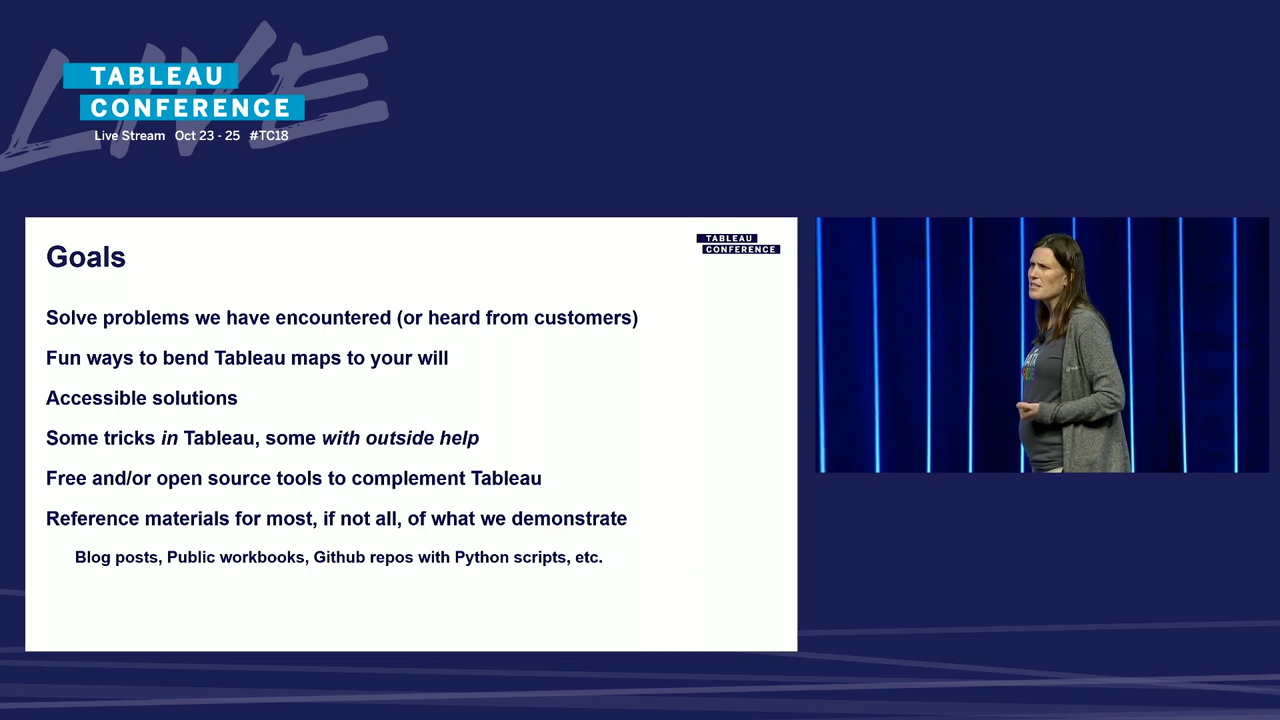 LIVE
TABLEAU
CONFERENCE
Live Stream Oct 23 - 25 #TC18
TABLEAU
CONFERENCE
Goals
Solve problems we have encountered (or heard from customers)
Fun ways to bend Tableau maps to your will
Accessible solutions
Some tricks in Tableau, some with outside help
Free and/or open source tools to complement Tableau
Reference materials for most, if not all, of what we demonstrate
Blog posts, Public workbooks, Github repos with Python scripts, etc.